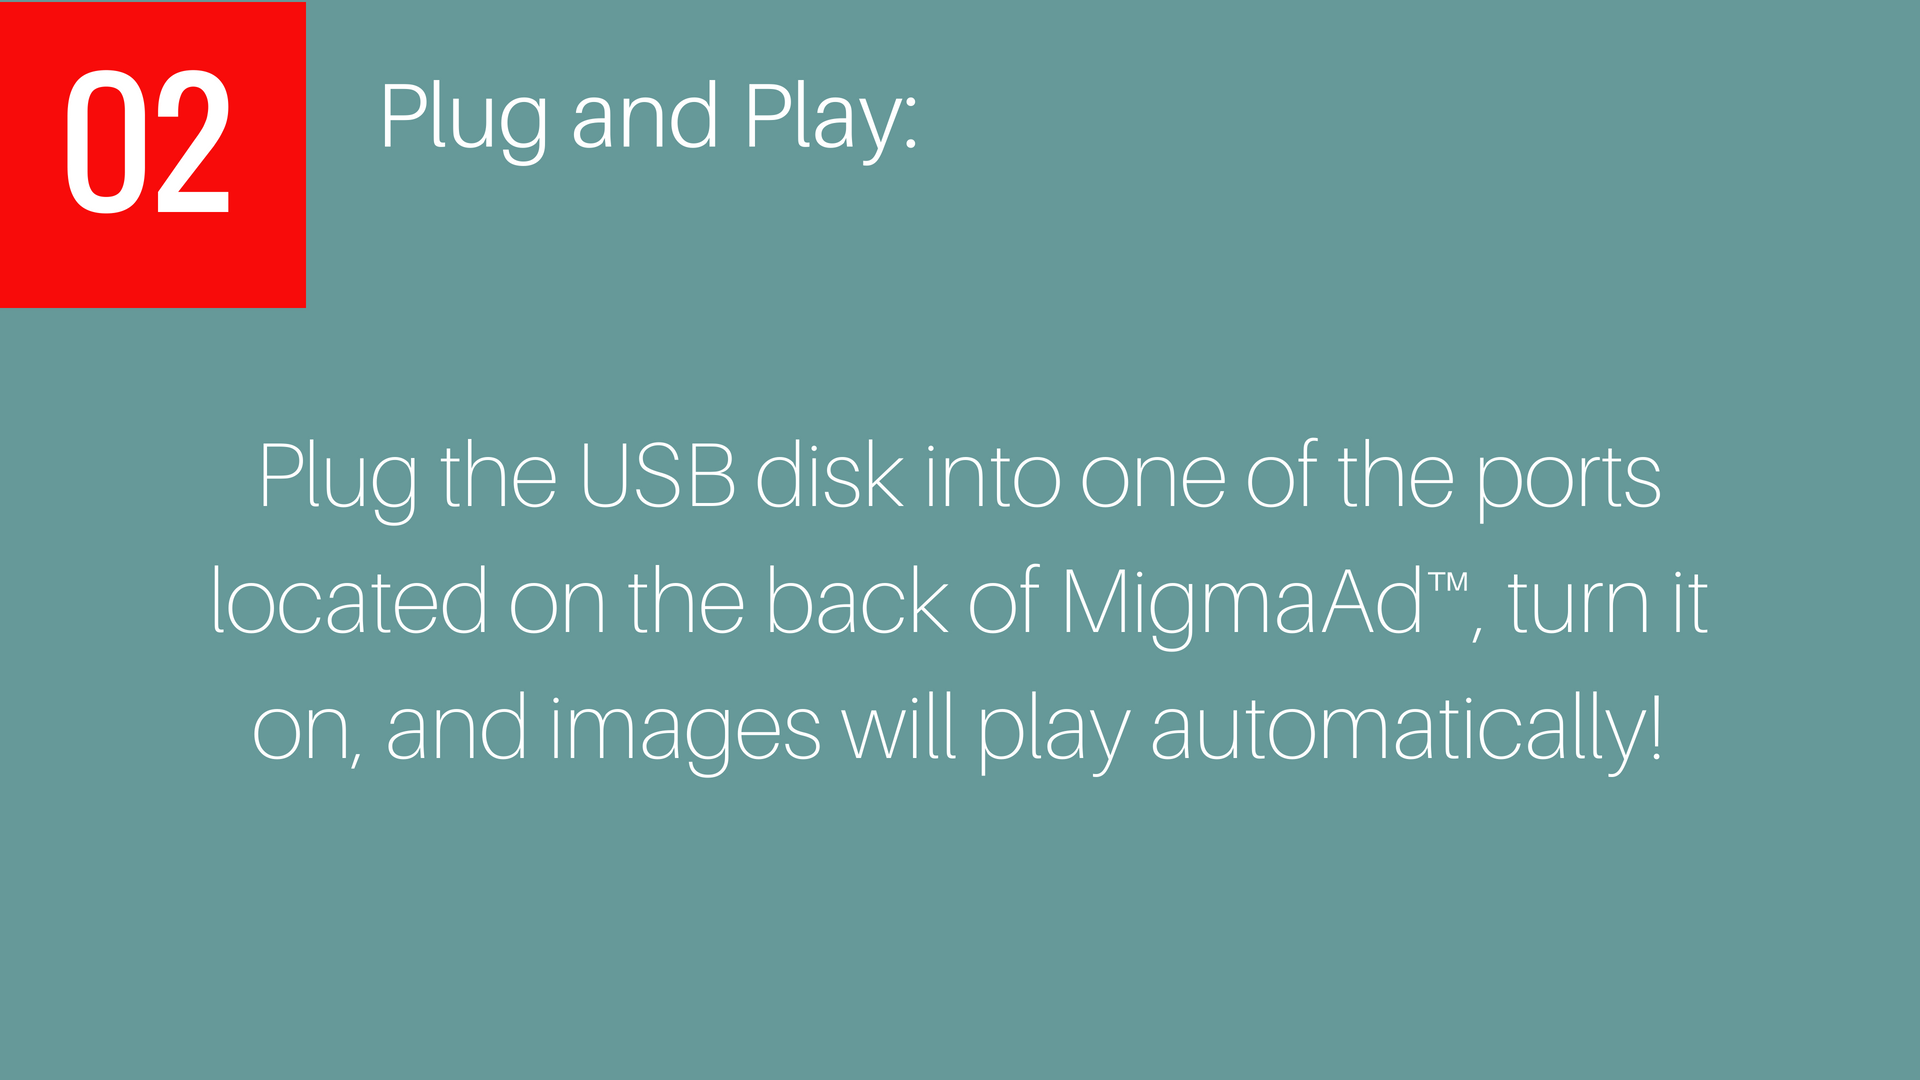 02
Plug and Play:
Plug the USB disk into one of the ports
located on the back of MigmaAd™, turn it
on, and images will play automatically!